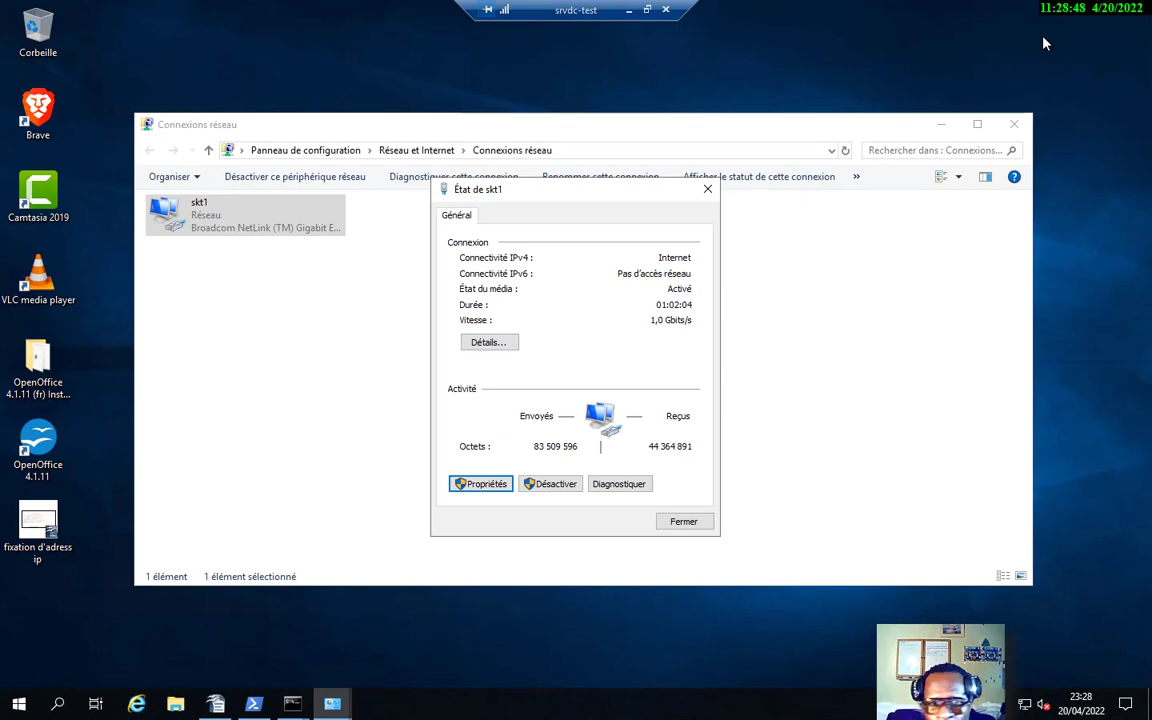 srvdc-test
11:28:48 4/20/2022
Corbeille
Brave
Camtasia 2019
VLC media player
OpenOffice
4.1.11 (fr) Inst...
OpenOffice
4.1.11
fixation d'adress
ip
Connexions réseau
Panneau de configuration > Réseau et Internet > Connexions réseau
Rechercher dans : Connexions...
Organiser
Désactiver ce périphérique réseau
Diagnostiquer cette connexion
Renommer cette connexion
Afficher le statut de cette connexion
»
skt1
Réseau
Broadcom NetLink (TM) Gigabit E...
État de skt1
Général
Connexion
Connectivité IPv4 : Internet
Connectivité IPv6 : Pas d'accès réseau
État du média : Activé
Durée : 01:02:04
Vitesse : 1,0 Gbits/s
Détails...
Activité
Envoyés — Reçus
Octets : 83 509 596 | 44 364 891
Propriétés
Désactiver
Diagnostiquer
Fermer
1 élément
1 élément sélectionné
23:28
20/04/2022